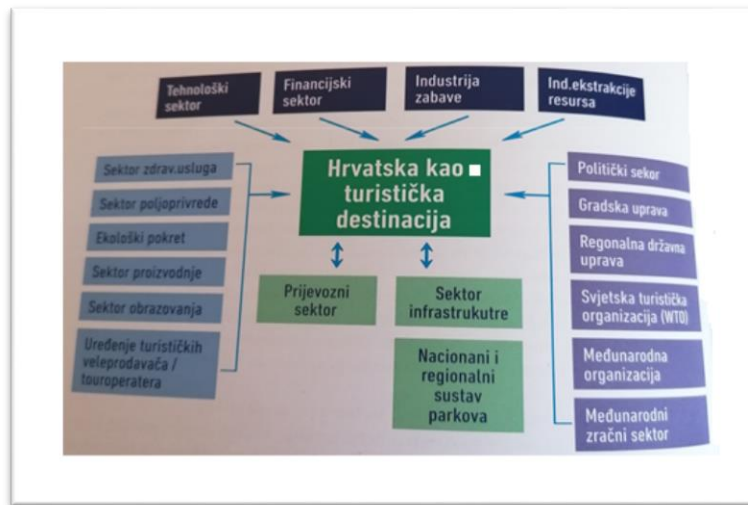 Tehnološki
sektor
Financijski
sektor
Industrija
zabave
Ind.ekstrakcije
resursa
Hrvatska kao
turistička
destinacija
Sektor zdrav.usluga
Sektor poljoprivrede
Ekološki pokret
Sektor proizvodnje
Sektor obrazovanja
Uređenje turističkih
veleprodavača /
touroperatera
Prijevozni
sektor
Sektor
infrastrukutre
Nacionani i
regionalni
sustav
parkova
Politički sekor
Gradska uprava
Regonalna državna
uprava
Svjetska turistička
organizacija (WTO)
Međunarodna
organizacija
Međunarodni
zračni sektor